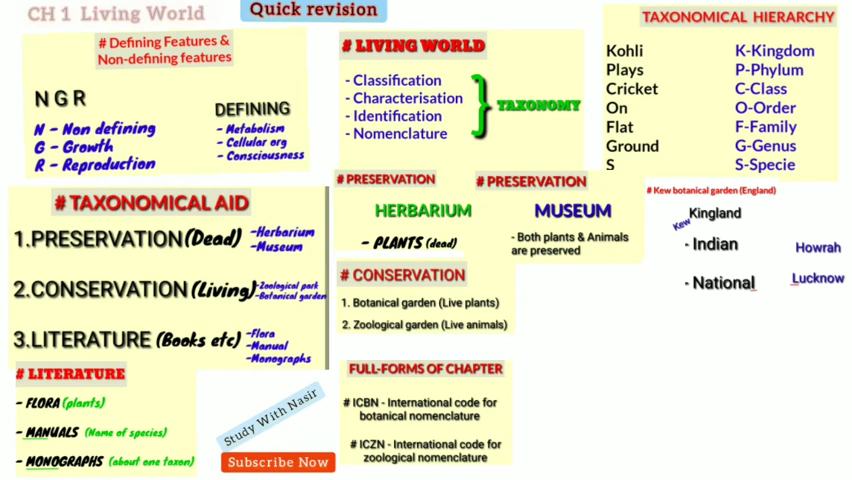 CH 1 Living World
Quick revision
# Defining Features &
Non-defining features
N G R
N - Non defining
G - Growth
R - Reproduction
DEFINING
- Metabolism
- Cellular org
- Consciousness
# LIVING WORLD
- Classification
- Characterisation
- Identification
- Nomenclature
TAXONOMY
TAXONOMICAL HIERARCHY
Kohli K-Kingdom
Plays P-Phylum
Cricket C-Class
On O-Order
Flat F-Family
Ground G-Genus
S S-Specie
# TAXONOMICAL AID
1.PRESERVATION (Dead) -Herbarium
-Museum
2.CONSERVATION (Living) -Zoological park
-Botanical garden
3.LITERATURE (Books etc) -Flora
-Manual
-Monographs
# PRESERVATION
HERBARIUM
- PLANTS (dead)
# PRESERVATION
MUSEUM
- Both plants & Animals
are preserved
# Kew botanical garden (England)
Kew Kingland
- Indian Howrah
- National Lucknow
# CONSERVATION
1. Botanical garden (Live plants)
2. Zoological garden (Live animals)
# LITERATURE
- FLORA (plants)
- MANUALS (Name of species)
- MONOGRAPHS (about one taxon)
Study With Nasir
Subscribe Now
FULL-FORMS OF CHAPTER
# ICBN - International code for
botanical nomenclature
# ICZN - International code for
zoological nomenclature